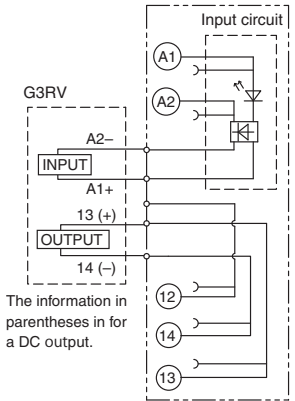 Input circuit
A1
G3RV
A2
A2–
INPUT
A1+
13 (+)
OUTPUT
14 (–)
12
The information in
parentheses in for
a DC output.
14
13